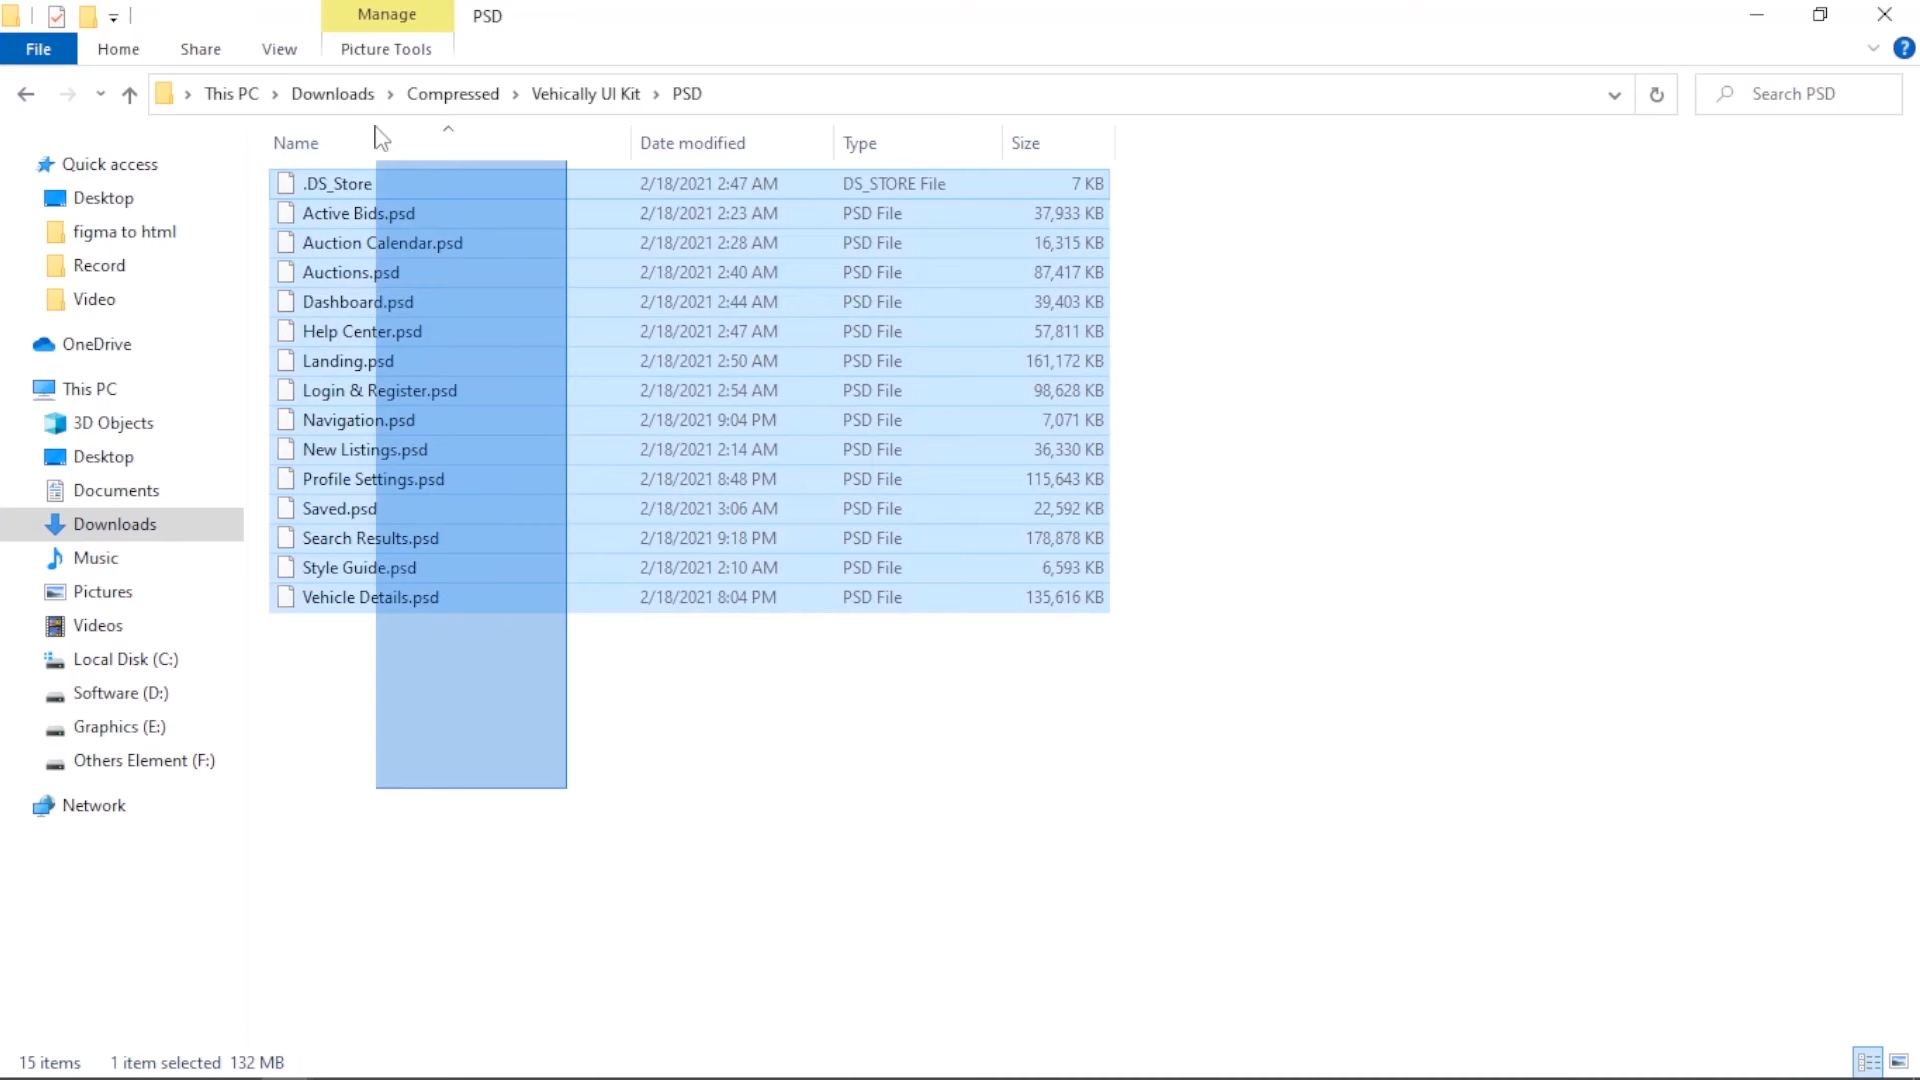 Manage
PSD
File
Home
Share
View
Picture Tools
?
This PC
Downloads
Compressed
Vehically UI Kit
PSD
Search PSD
Name
Date modified
Type
Size
Quick access
Desktop
figma to html
Record
Video
OneDrive
This PC
3D Objects
Desktop
Documents
Downloads
Music
Pictures
Videos
Local Disk (C:)
Software (D:)
Graphics (E:)
Others Element (F:)
Network
.DS_Store 2/18/2021 2:47 AM DS_STORE File 7 KB
Active Bids.psd 2/18/2021 2:23 AM PSD File 37,933 KB
Auction Calendar.psd 2/18/2021 2:28 AM PSD File 16,315 KB
Auctions.psd 2/18/2021 2:40 AM PSD File 87,417 KB
Dashboard.psd 2/18/2021 2:44 AM PSD File 39,403 KB
Help Center.psd 2/18/2021 2:47 AM PSD File 57,811 KB
Landing.psd 2/18/2021 2:50 AM PSD File 161,172 KB
Login & Register.psd 2/18/2021 2:54 AM PSD File 98,628 KB
Navigation.psd 2/18/2021 9:04 PM PSD File 7,071 KB
New Listings.psd 2/18/2021 2:14 AM PSD File 36,330 KB
Profile Settings.psd 2/18/2021 8:48 PM PSD File 115,643 KB
Saved.psd 2/18/2021 3:06 AM PSD File 22,592 KB
Search Results.psd 2/18/2021 9:18 PM PSD File 178,878 KB
Style Guide.psd 2/18/2021 2:10 AM PSD File 6,593 KB
Vehicle Details.psd 2/18/2021 8:04 PM PSD File 135,616 KB
15 items 1 item selected 132 MB